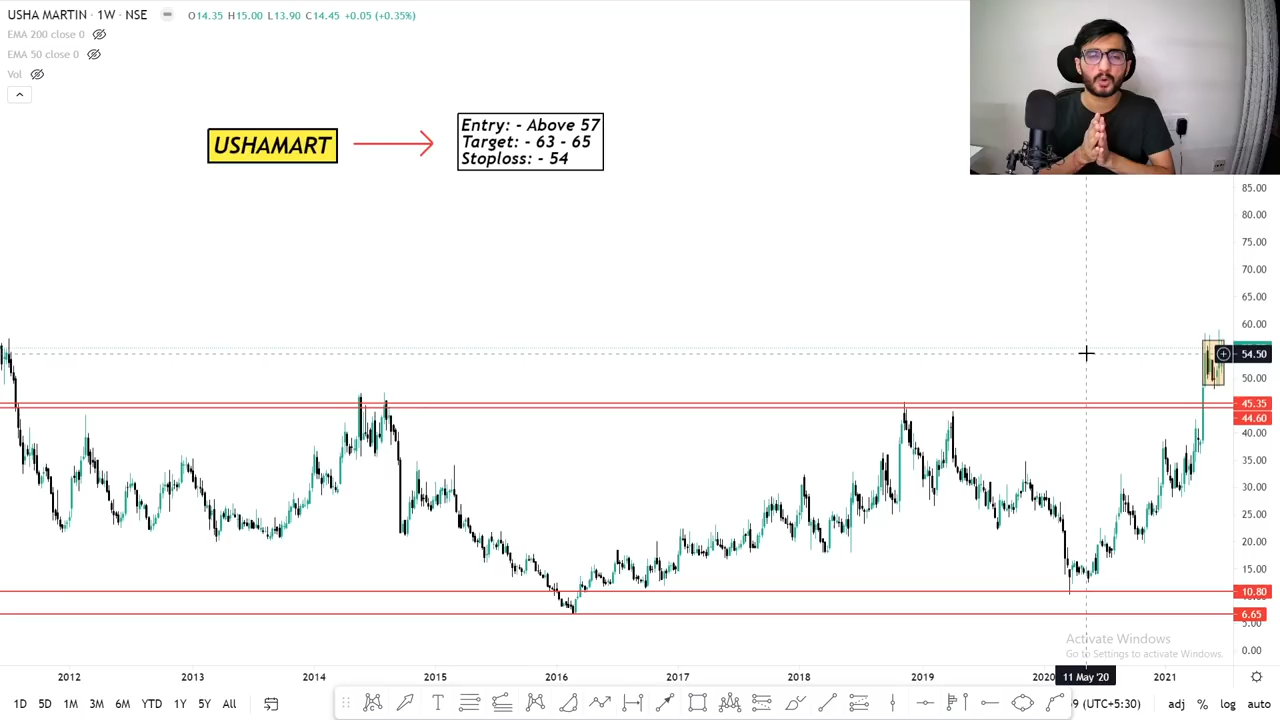 USHA MARTIN · 1W · NSE O14.35 H15.00 L13.90 C14.45 +0.05 (+0.35%)
EMA 200 close 0
EMA 50 close 0
Vol
USHAMART
Entry: - Above 57
Target: - 63 - 65
Stoploss: - 54
85.00
80.00
75.00
70.00
65.00
60.00
54.50
50.00
45.35
44.60
40.00
35.00
30.00
25.00
20.00
15.00
10.80
6.65
5.00
0.00
Activate Windows
Go to Settings to activate Windows.
2012 2013 2014 2015 2016 2017 2018 2019 2020 11 May '20 2021
1D 5D 1M 3M 6M YTD 1Y 5Y All 9 (UTC+5:30) adj % log auto